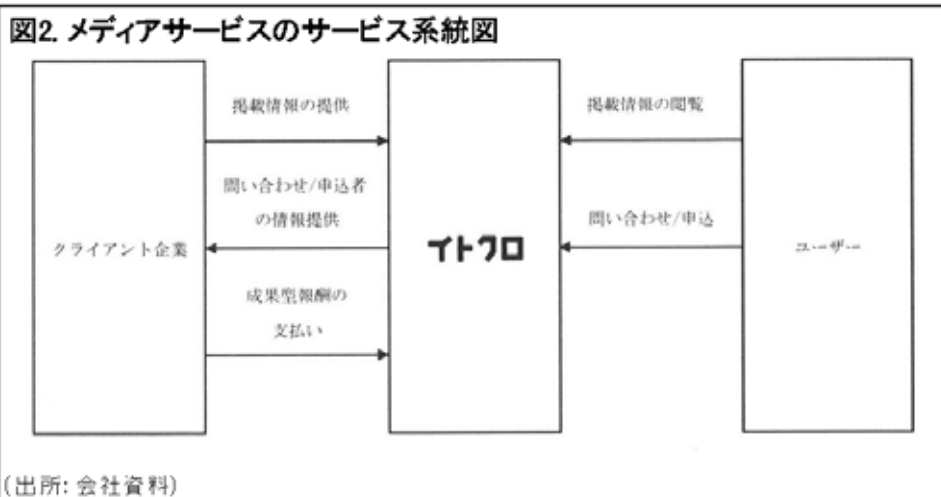 図2. メディアサービスのサービス系統図
掲載情報の提供
掲載情報の閲覧
問い合わせ/申込者
の情報提供
問い合わせ/申込
クライアント企業
イトクロ
ユーザー
成果型報酬の
支払い
(出所: 会社資料)